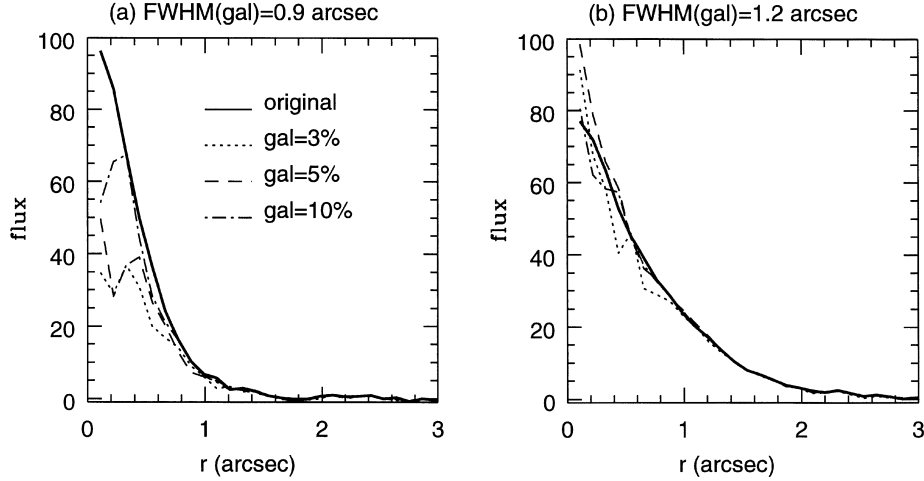 (a) FWHM(gal)=0.9 arcsec
100
80
60
40
20
0
flux
original
gal=3%
gal=5%
gal=10%
0 1 2 3
r (arcsec)
(b) FWHM(gal)=1.2 arcsec
100
80
60
40
20
0
flux
0 1 2 3
r (arcsec)